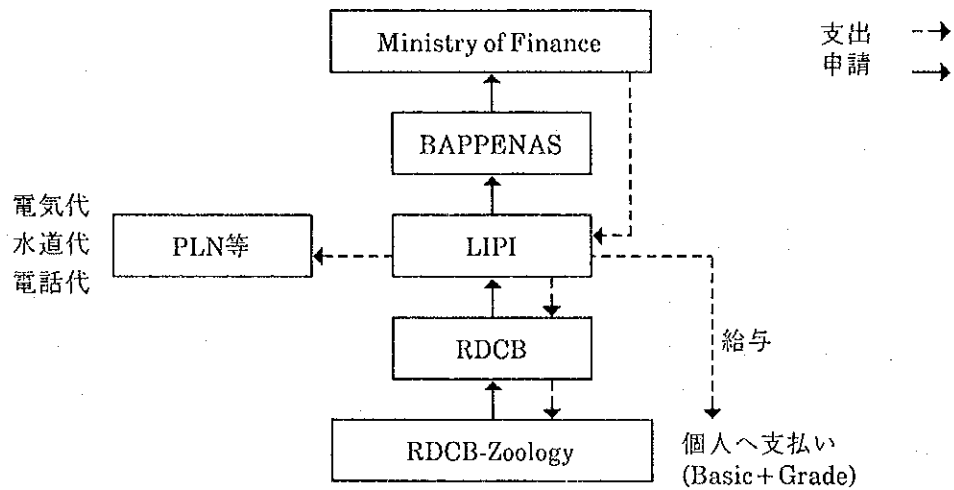 Ministry of Finance
支出
申請
BAPPENAS
電気代
水道代
電話代
PLN等
LIPI
RDCB
給与
RDCB-Zoology
個人へ支払い
(Basic+Grade)